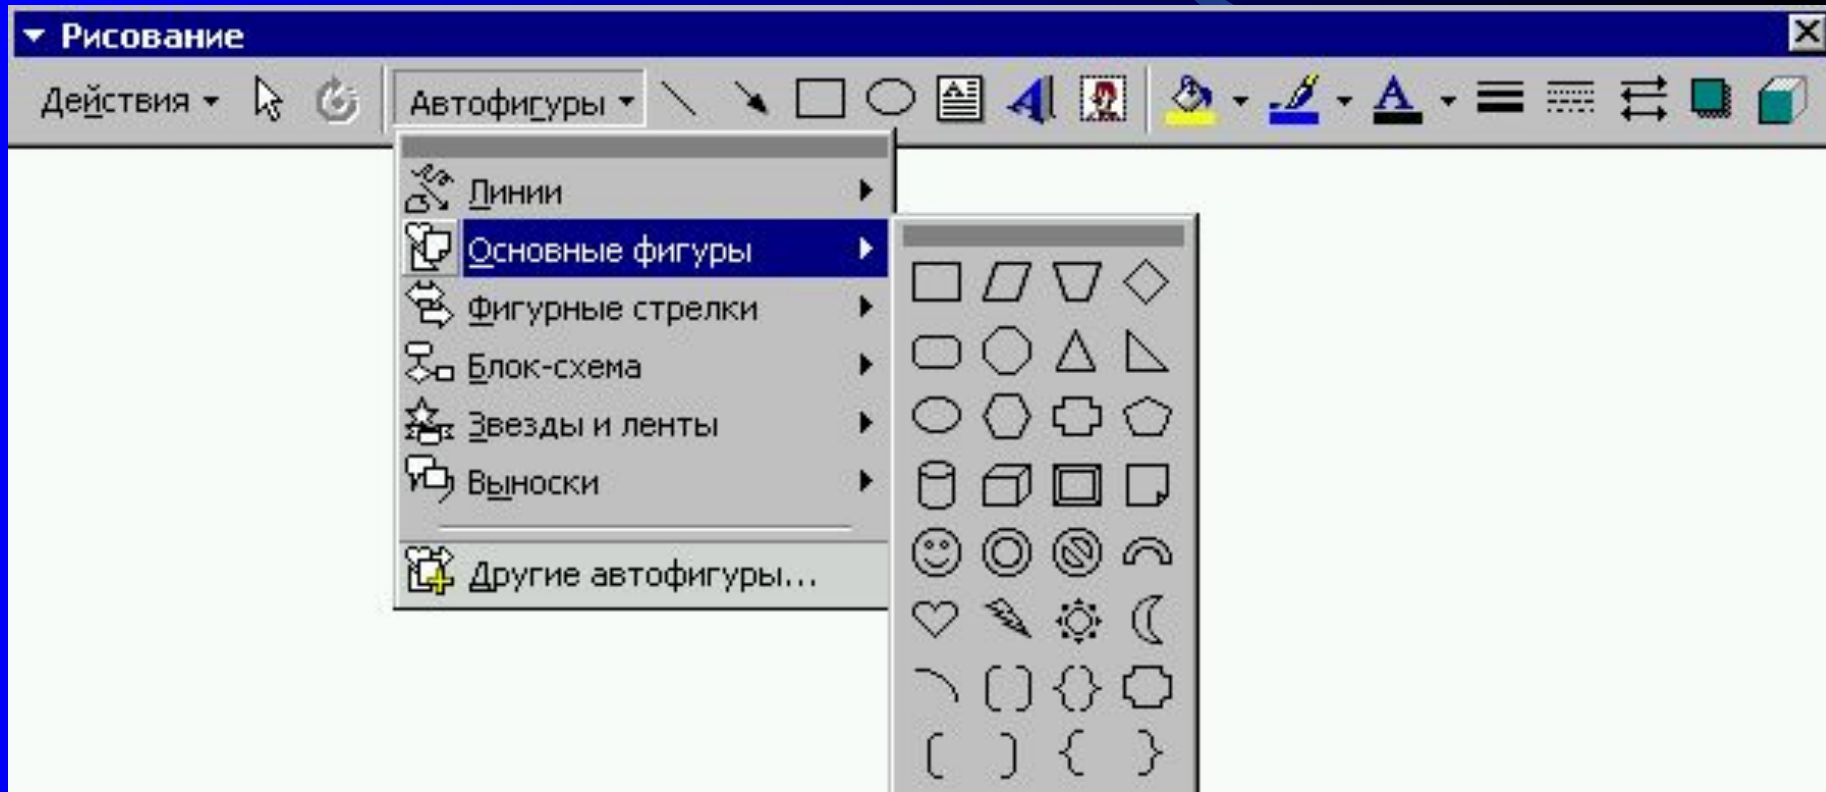 Рисование
Действия Автофигуры
Линии
Основные фигуры
Фигурные стрелки
Блок-схема
Звезды и ленты
Выноски
Другие автофигуры...